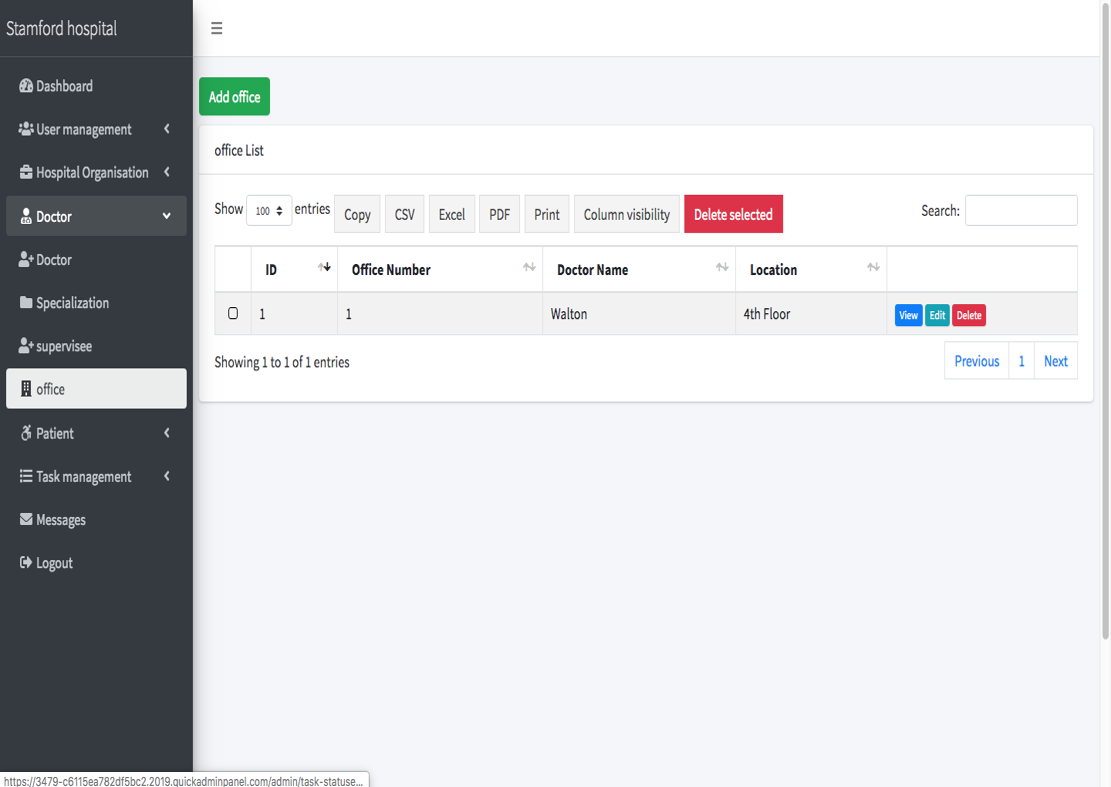 Stamford hospital
Dashboard
User management
Hospital Organisation
Doctor
Doctor
Specialization
supervisee
office
Patient
Task management
Messages
Logout
Add office
office List
Show 100 entries Copy CSV Excel PDF Print Column visibility Delete selected Search:
ID Office Number Doctor Name Location
1 1 Walton 4th Floor View Edit Delete
Showing 1 to 1 of 1 entries Previous 1 Next
https://3479-c6115ea782df5bc2.2019.quickadminpanel.com/admin/task-statuse...